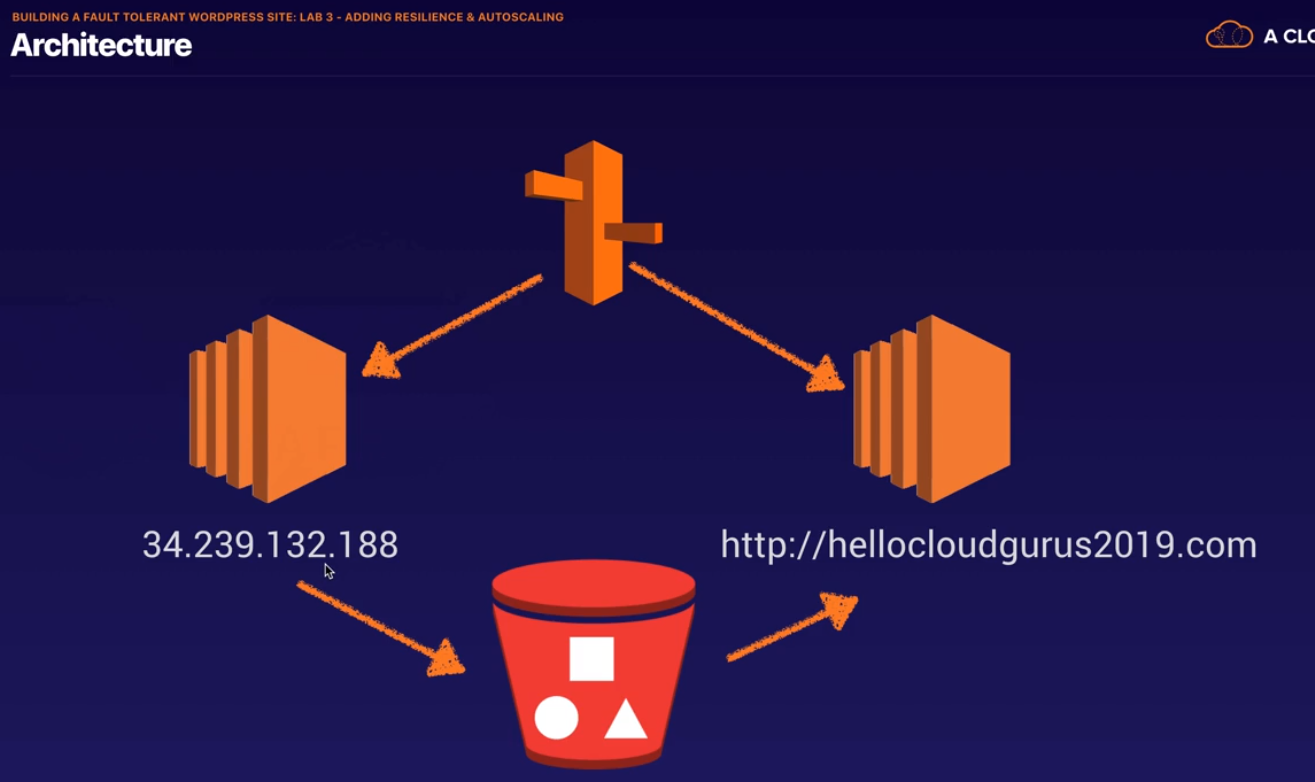 BUILDING A FAULT TOLERANT WORDPRESS SITE: LAB 3 - ADDING RESILIENCE & AUTOSCALING
Architecture
A CLO
34.239.132.188
http://hellocloudgurus2019.com